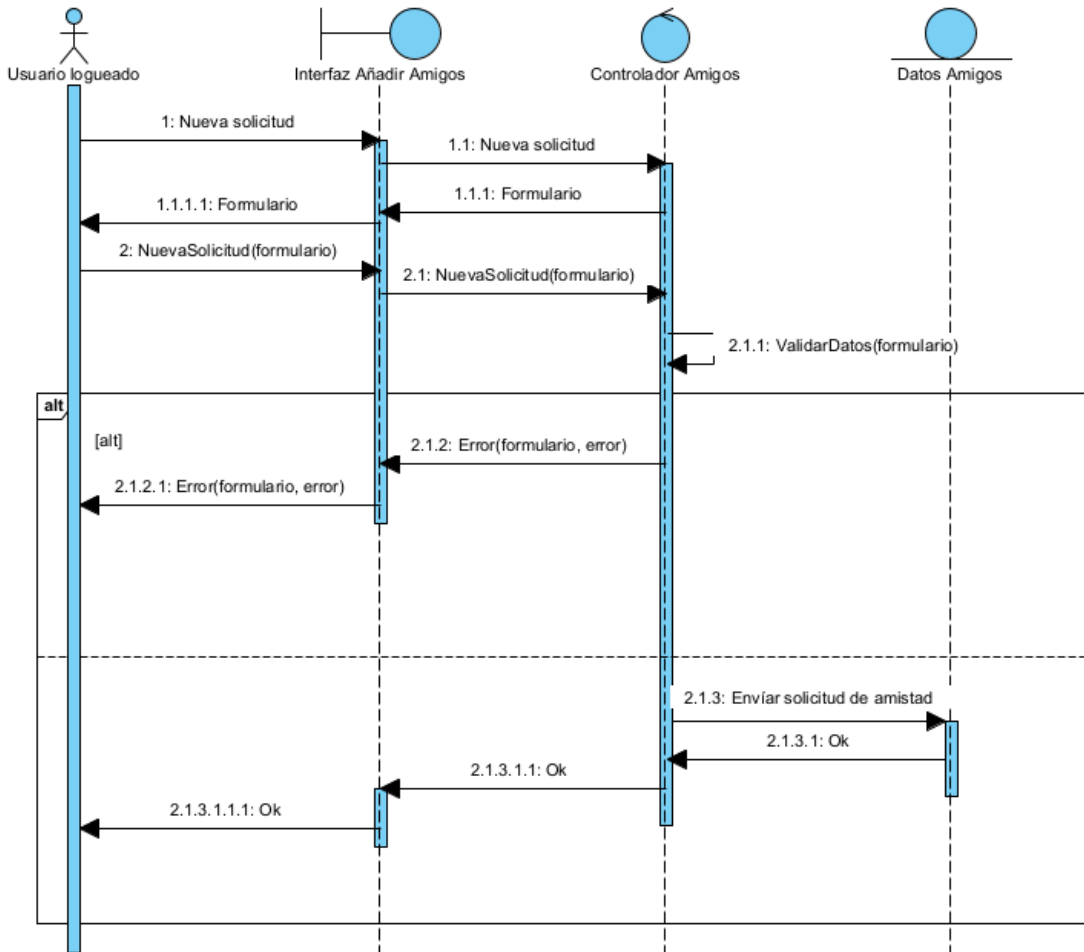 Usuario logueado
Interfaz Añadir Amigos
Controlador Amigos
Datos Amigos
1: Nueva solicitud
1.1: Nueva solicitud
1.1.1: Formulario
1.1.1.1: Formulario
2: NuevaSolicitud(formulario)
2.1: NuevaSolicitud(formulario)
2.1.1: ValidarDatos(formulario)
alt
[alt]
2.1.2: Error(formulario, error)
2.1.2.1: Error(formulario, error)
2.1.3: Envíar solicitud de amistad
2.1.3.1: Ok
2.1.3.1.1: Ok
2.1.3.1.1.1: Ok